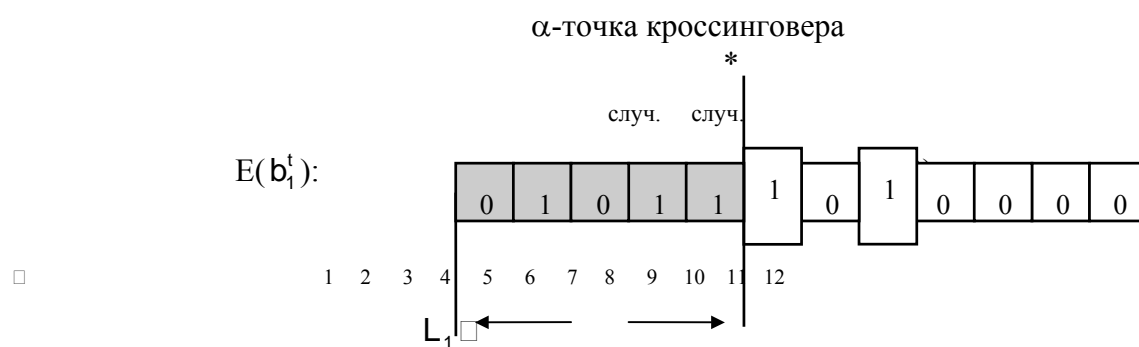 α-точка кроссинговера
*
случ. случ.
E(b₁ᵗ):
0 1 0 1 1 1 0 1 0 0 0 0
1 2 3 4 5 6 7 8 9 10 11 12
L₁